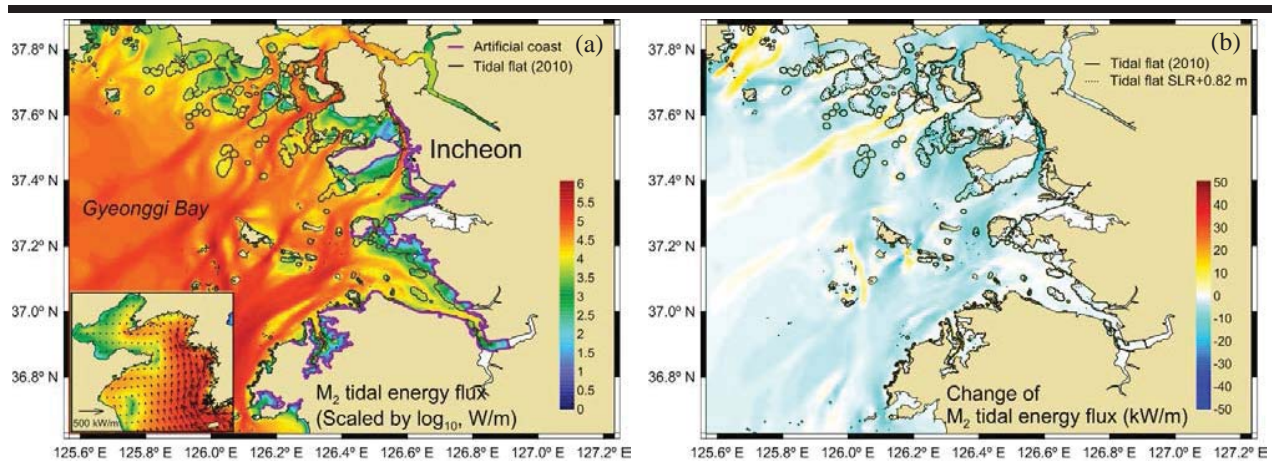 (a)
Artificial coast
Tidal flat (2010)
Incheon
Gyeonggi Bay
M₂ tidal energy flux
(Scaled by log₁₀, W/m)
500 kW/m
6
5.5
5
4.5
4
3.5
3
2.5
2
1.5
1
0.5
0
37.8° N
37.6° N
37.4° N
37.2° N
37.0° N
36.8° N
125.6° E 125.8° E 126.0° E 126.2° E 126.4° E 126.6° E 126.8° E 127.0° E 127.2° E
(b)
Tidal flat (2010)
Tidal flat SLR+0.82 m
Change of
M₂ tidal energy flux (kW/m)
50
40
30
20
10
0
-10
-20
-30
-40
-50
37.8° N
37.6° N
37.4° N
37.2° N
37.0° N
36.8° N
125.6° E 125.8° E 126.0° E 126.2° E 126.4° E 126.6° E 126.8° E 127.0° E 127.2° E